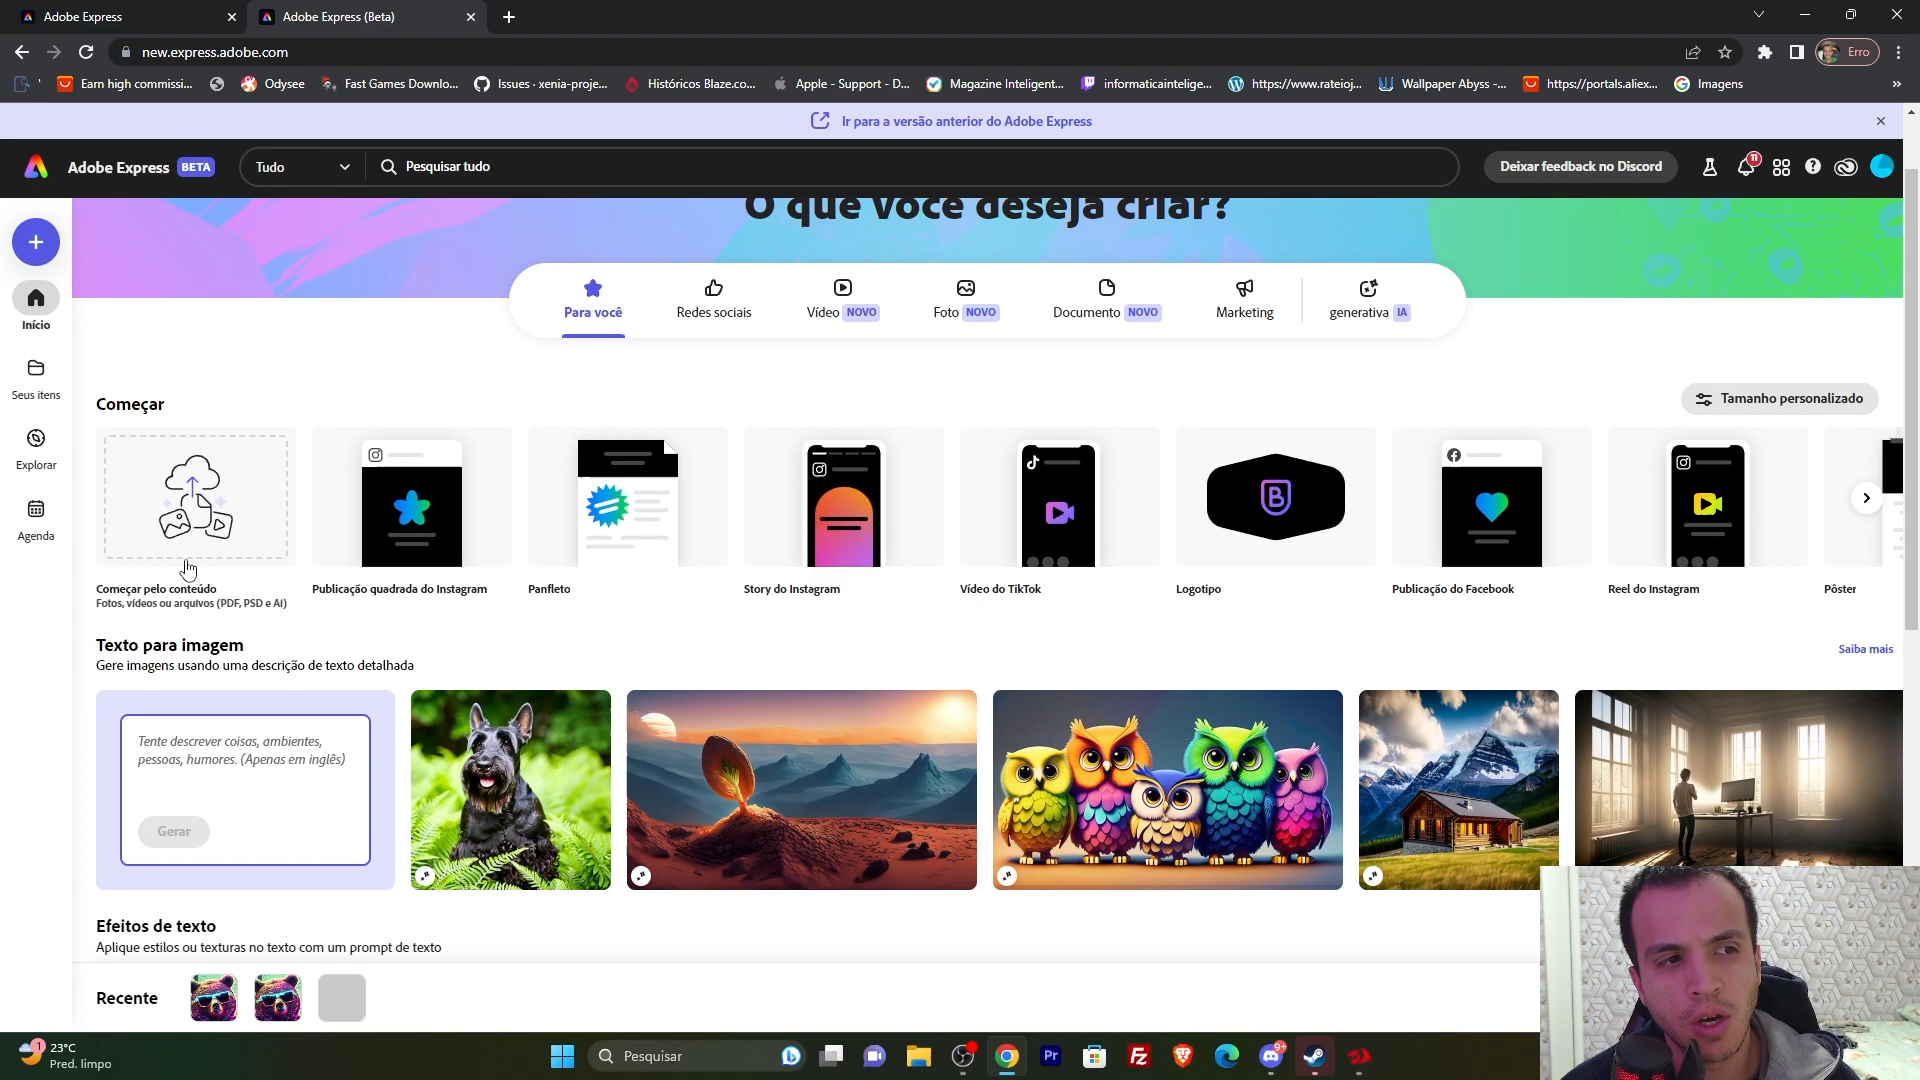 Adobe Express
Adobe Express (Beta)
new.express.adobe.com
Erro
Earn high commissi...
Odysee
Fast Games Downlo...
Issues · xenia-proje...
Históricos Blaze.co...
Apple - Support - D...
Magazine Inteligent...
informaticaintelige...
https://www.rateioj...
Wallpaper Abyss -...
https://portals.aliex...
Imagens
»
Ir para a versão anterior do Adobe Express
Adobe Express BETA
Tudo
Pesquisar tudo
Deixar feedback no Discord
11
O que você deseja criar?
Para você
Redes sociais
Vídeo NOVO
Foto NOVO
Documento NOVO
Marketing
generativa IA
Início
Seus itens
Explorar
Agenda
Começar
Tamanho personalizado
B
Começar pelo conteúdo
Fotos, vídeos ou arquivos (PDF, PSD e AI)
Publicação quadrada do Instagram
Panfleto
Story do Instagram
Vídeo do TikTok
Logotipo
Publicação do Facebook
Reel do Instagram
Pôster
Texto para imagem
Gere imagens usando uma descrição de texto detalhada
Saiba mais
Tente descrever coisas, ambientes,
pessoas, humores. (Apenas em inglês)
Gerar
Efeitos de texto
Aplique estilos ou texturas no texto com um prompt de texto
Recente
1
23°C
Pred. limpo
Pesquisar
Pr
Fz
9+